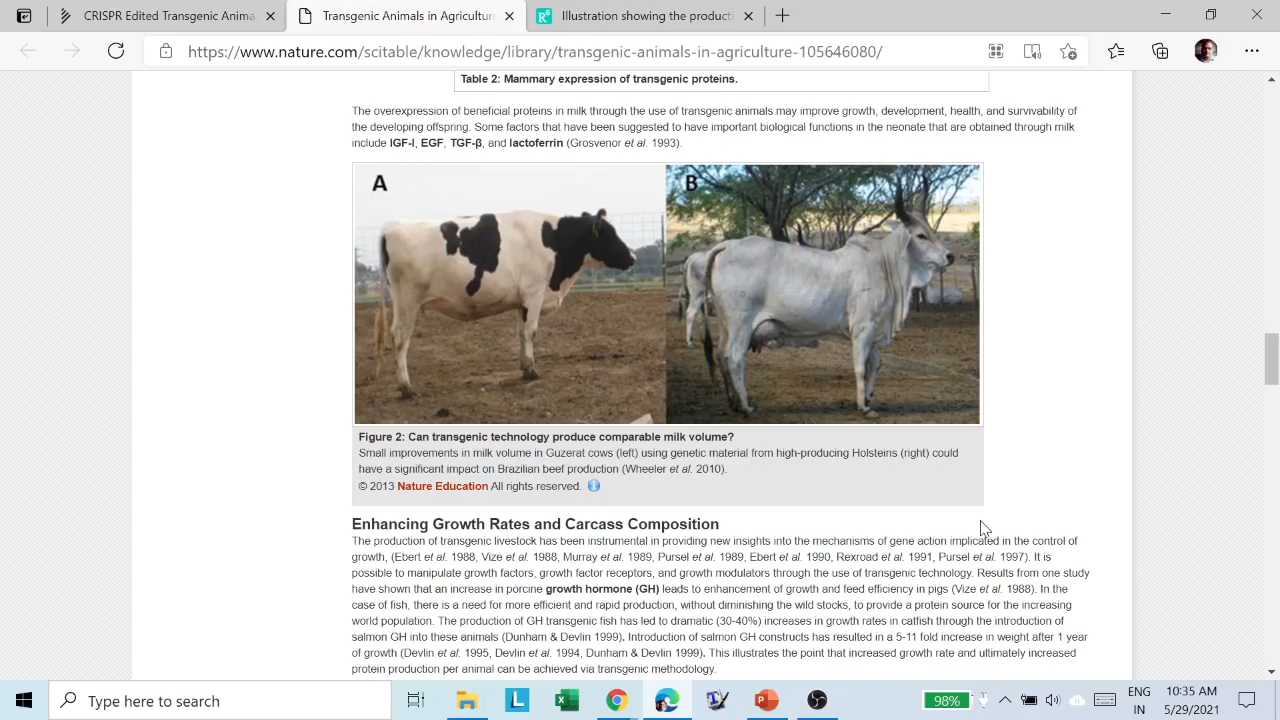 CRISPR Transgenic Animal
Transgenic Animals in Agricultu
Illustration of transgenic cattle us
https://www.nature.com/scitable/knowledge/library/transgenic-animals-in-agriculture-105646080/
Table 2: Mammary expression of transgenic proteins.
The overexpression of beneficial proteins in milk through the use of transgenic animals may improve growth, development, health, and survivability of
the developing offspring. Some factors that have been suggested to have important biological functions in the neonate that are obtained through milk
include IGF-I, EGF, TGF-β, and lactoferrin (Grosvenor et al. 1993).
A
B
Figure 2: Can transgenic technology produce comparable milk volume?
Small improvements in milk volume in Guzerat cows (left) using genetic material from high-producing Holsteins (right) could
have a significant impact on Brazilian beef production (Wheeler et al. 2010).
© 2013 Nature Education All rights reserved.
Enhancing Growth Rates and Carcass Composition
The production of transgenic livestock has been instrumental in providing new insights into the mechanisms of gene action implicated in the control of
growth, (Ebert et al. 1988, Vize et al. 1988, Murray et al. 1989, Pursel et al. 1989, Ebert et al. 1990, Rexroad et al. 1991, Pursel et al. 1997). It is
possible to manipulate growth factors, growth factor receptors, and growth modulators through the use of transgenic technology. Results from one study
have shown that an increase in porcine growth hormone (GH) leads to enhancement of growth and feed efficiency in pigs (Vize et al. 1988). In the
case of fish, there is a need for more efficient and rapid production, without diminishing the wild stocks, to provide a protein source for the increasing
world population. The production of GH transgenic fish has led to dramatic (30-40%) increases in growth rates in catfish through the introduction of
salmon GH into these animals (Dunham & Devlin 1999). Introduction of salmon GH constructs has resulted in a 5-11 fold increase in weight after 1 year
of growth (Devlin et al. 1995, Devlin et al. 1994, Dunham & Devlin 1999). This illustrates the point that increased growth rate and ultimately increased
protein production per animal can be achieved via transgenic methodology.
Type here to search
98%
ENG
IN
10:35 AM
5/29/2021